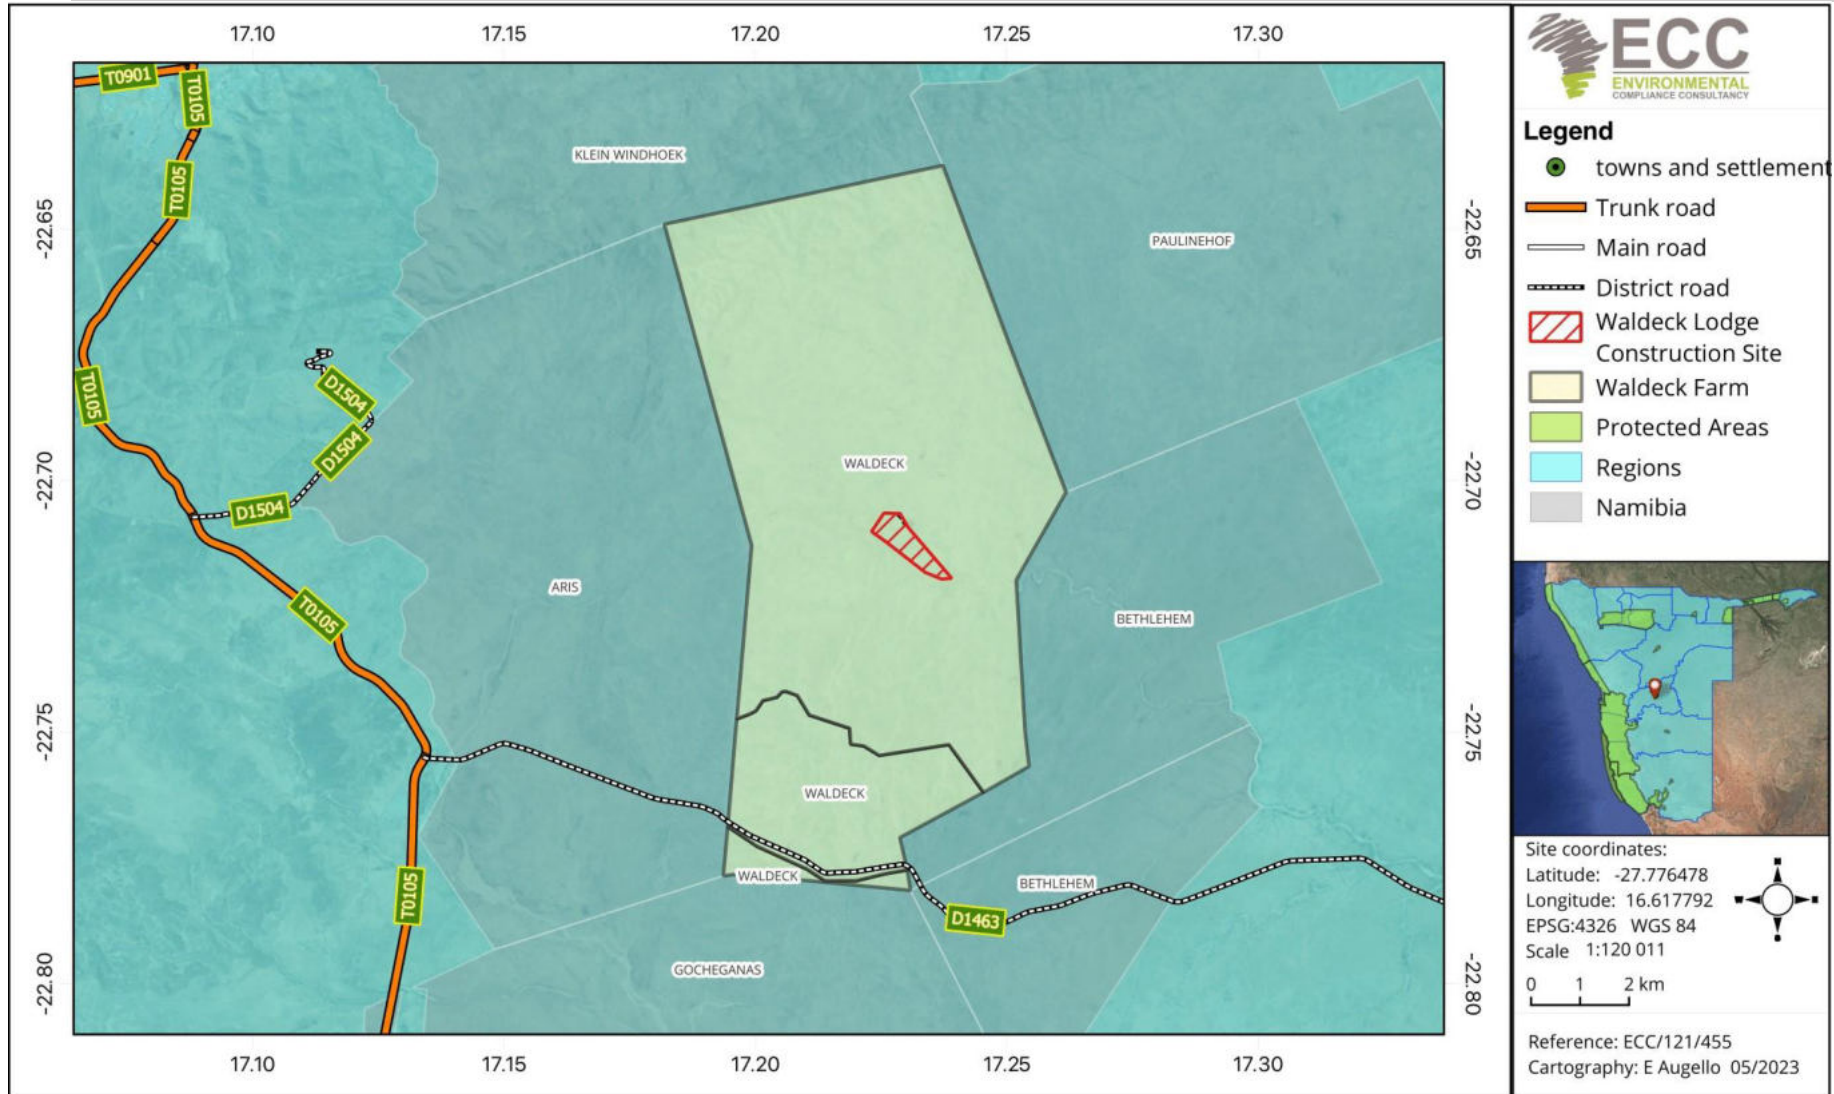 17.10 17.15 17.20 17.25 17.30
T0901
T0105
T0105
KLEIN WINDHOEK
-22.65
-22.65
PAULINEHOF
T0105
D1504
D1504
WALDECK
-22.70
-22.70
D1504
ARIS
T0105
BETHLEHEM
-22.75
-22.75
WALDECK
T0105
WALDECK
BETHLEHEM
D1463
GOCHEGANAS
-22.80
-22.80
17.10 17.15 17.20 17.25 17.30
ECC
ENVIRONMENTAL
COMPLIANCE CONSULTANCY
Legend
towns and settlement
Trunk road
Main road
District road
Waldeck Lodge
Construction Site
Waldeck Farm
Protected Areas
Regions
Namibia
Site coordinates:
Latitude: -27.776478
Longitude: 16.617792
EPSG:4326 WGS 84
Scale 1:120 011
0 1 2 km
Reference: ECC/121/455
Cartography: E Augello 05/2023